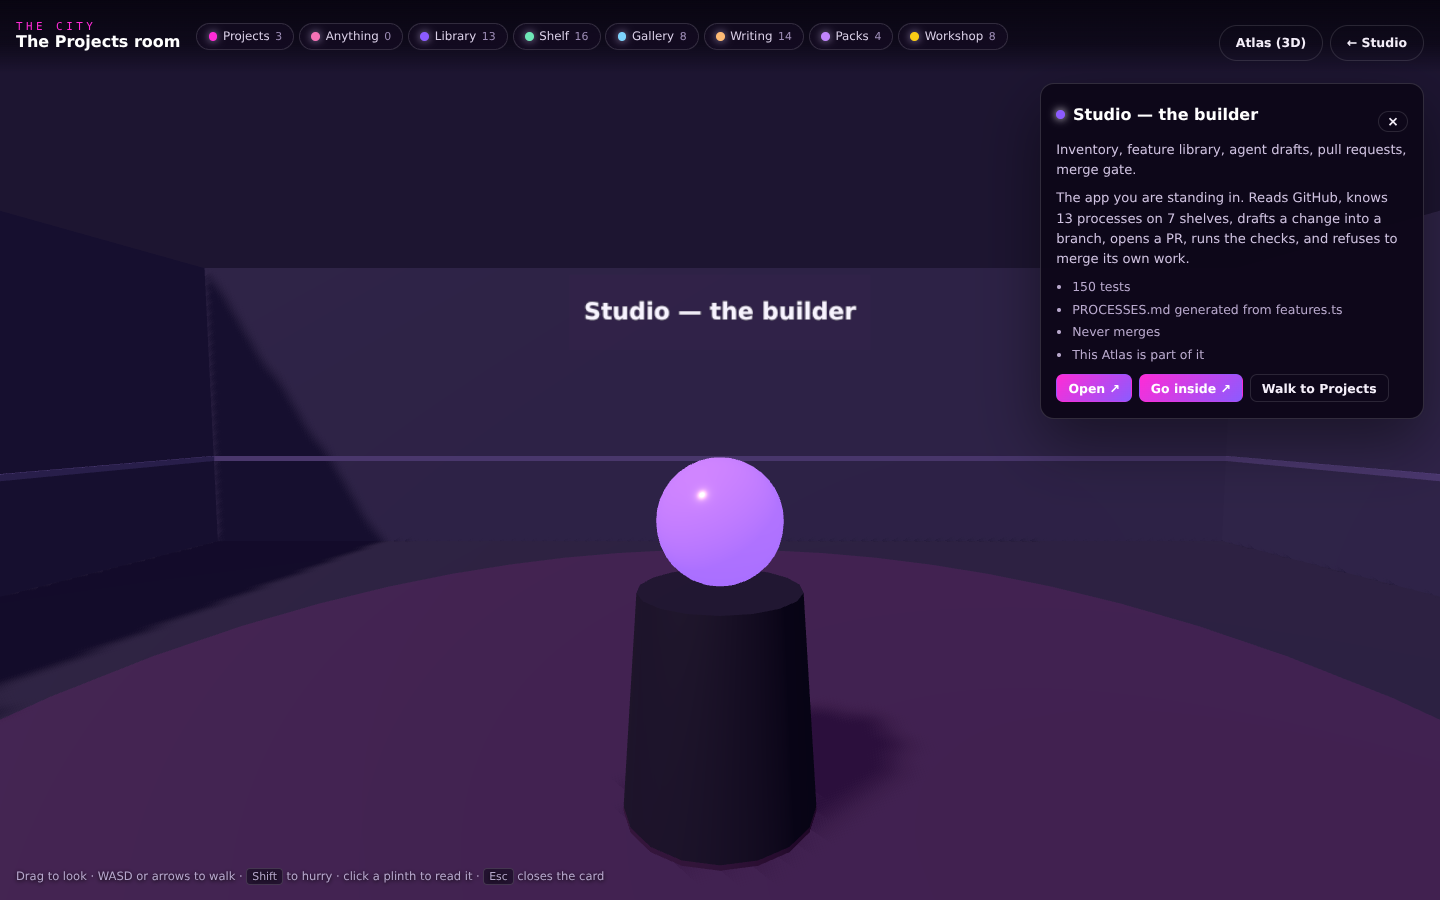 THE CITY
The Projects room
Projects 3
Anything 0
Library 13
Shelf 16
Gallery 8
Writing 14
Packs 4
Workshop 8
Atlas (3D)
← Studio
Studio — the builder
×
Inventory, feature library, agent drafts, pull requests,
merge gate.
The app you are standing in. Reads GitHub, knows
13 processes on 7 shelves, drafts a change into a
branch, opens a PR, runs the checks, and refuses to
merge its own work.
• 150 tests
• PROCESSES.md generated from features.ts
• Never merges
• This Atlas is part of it
Open ↗
Go inside ↗
Walk to Projects
Studio — the builder
Drag to look · WASD or arrows to walk · Shift to hurry · click a plinth to read it · Esc closes the card